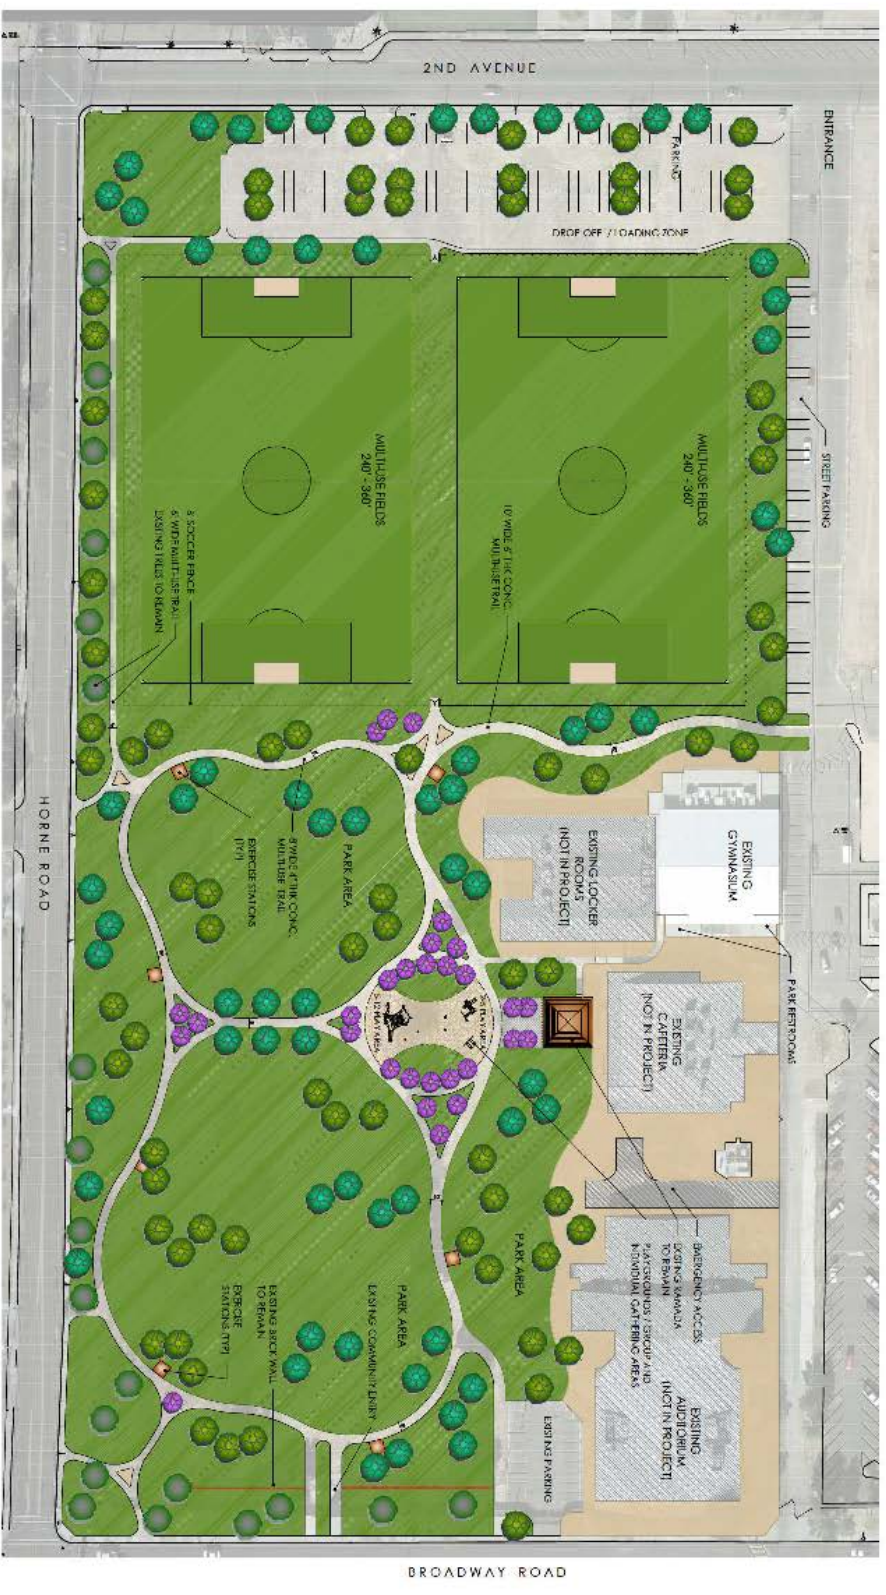 2ND AVENUE
ENTRANCE
PARKING
DROP OFF / LOADING ZONE
STREET PARKING
MULTI-USE FIELDS
240' - 360'
MULTI-USE FIELDS
240' - 360'
10' WIDE 6" THK CONC.
MULTI-USE TRAIL
SOCCER FENCE
WIDE MULTI-USE TRAIL
EXISTING TREES TO REMAIN
HORNE ROAD
EXISTING
GYMNASIUM
EXISTING LOCKER
ROOMS
(NOT IN PROJECT)
PARK AREA
WIDE 4" THK CONC.
MULTI-USE TRAIL
EXERCISE STATIONS
(TYP)
PARK RESTROOMS
EXISTING
CAFETERIA
(NOT IN PROJECT)
PLAY AREA
5-12 PLAY AREA
EMERGENCY ACCESS
EXISTING RAMADA
TO REMAIN
PLAYGROUNDS / GROUP AND
INDIVIDUAL GATHERING AREAS
PARK AREA
PARK AREA
EXISTING COMMUNITY ENTRY
EXISTING BRICK WALL
TO REMAIN
EXERCISE
STATIONS (TYP)
EXISTING
AUDITORIUM
(NOT IN PROJECT)
EXISTING PARKING
BROADWAY ROAD